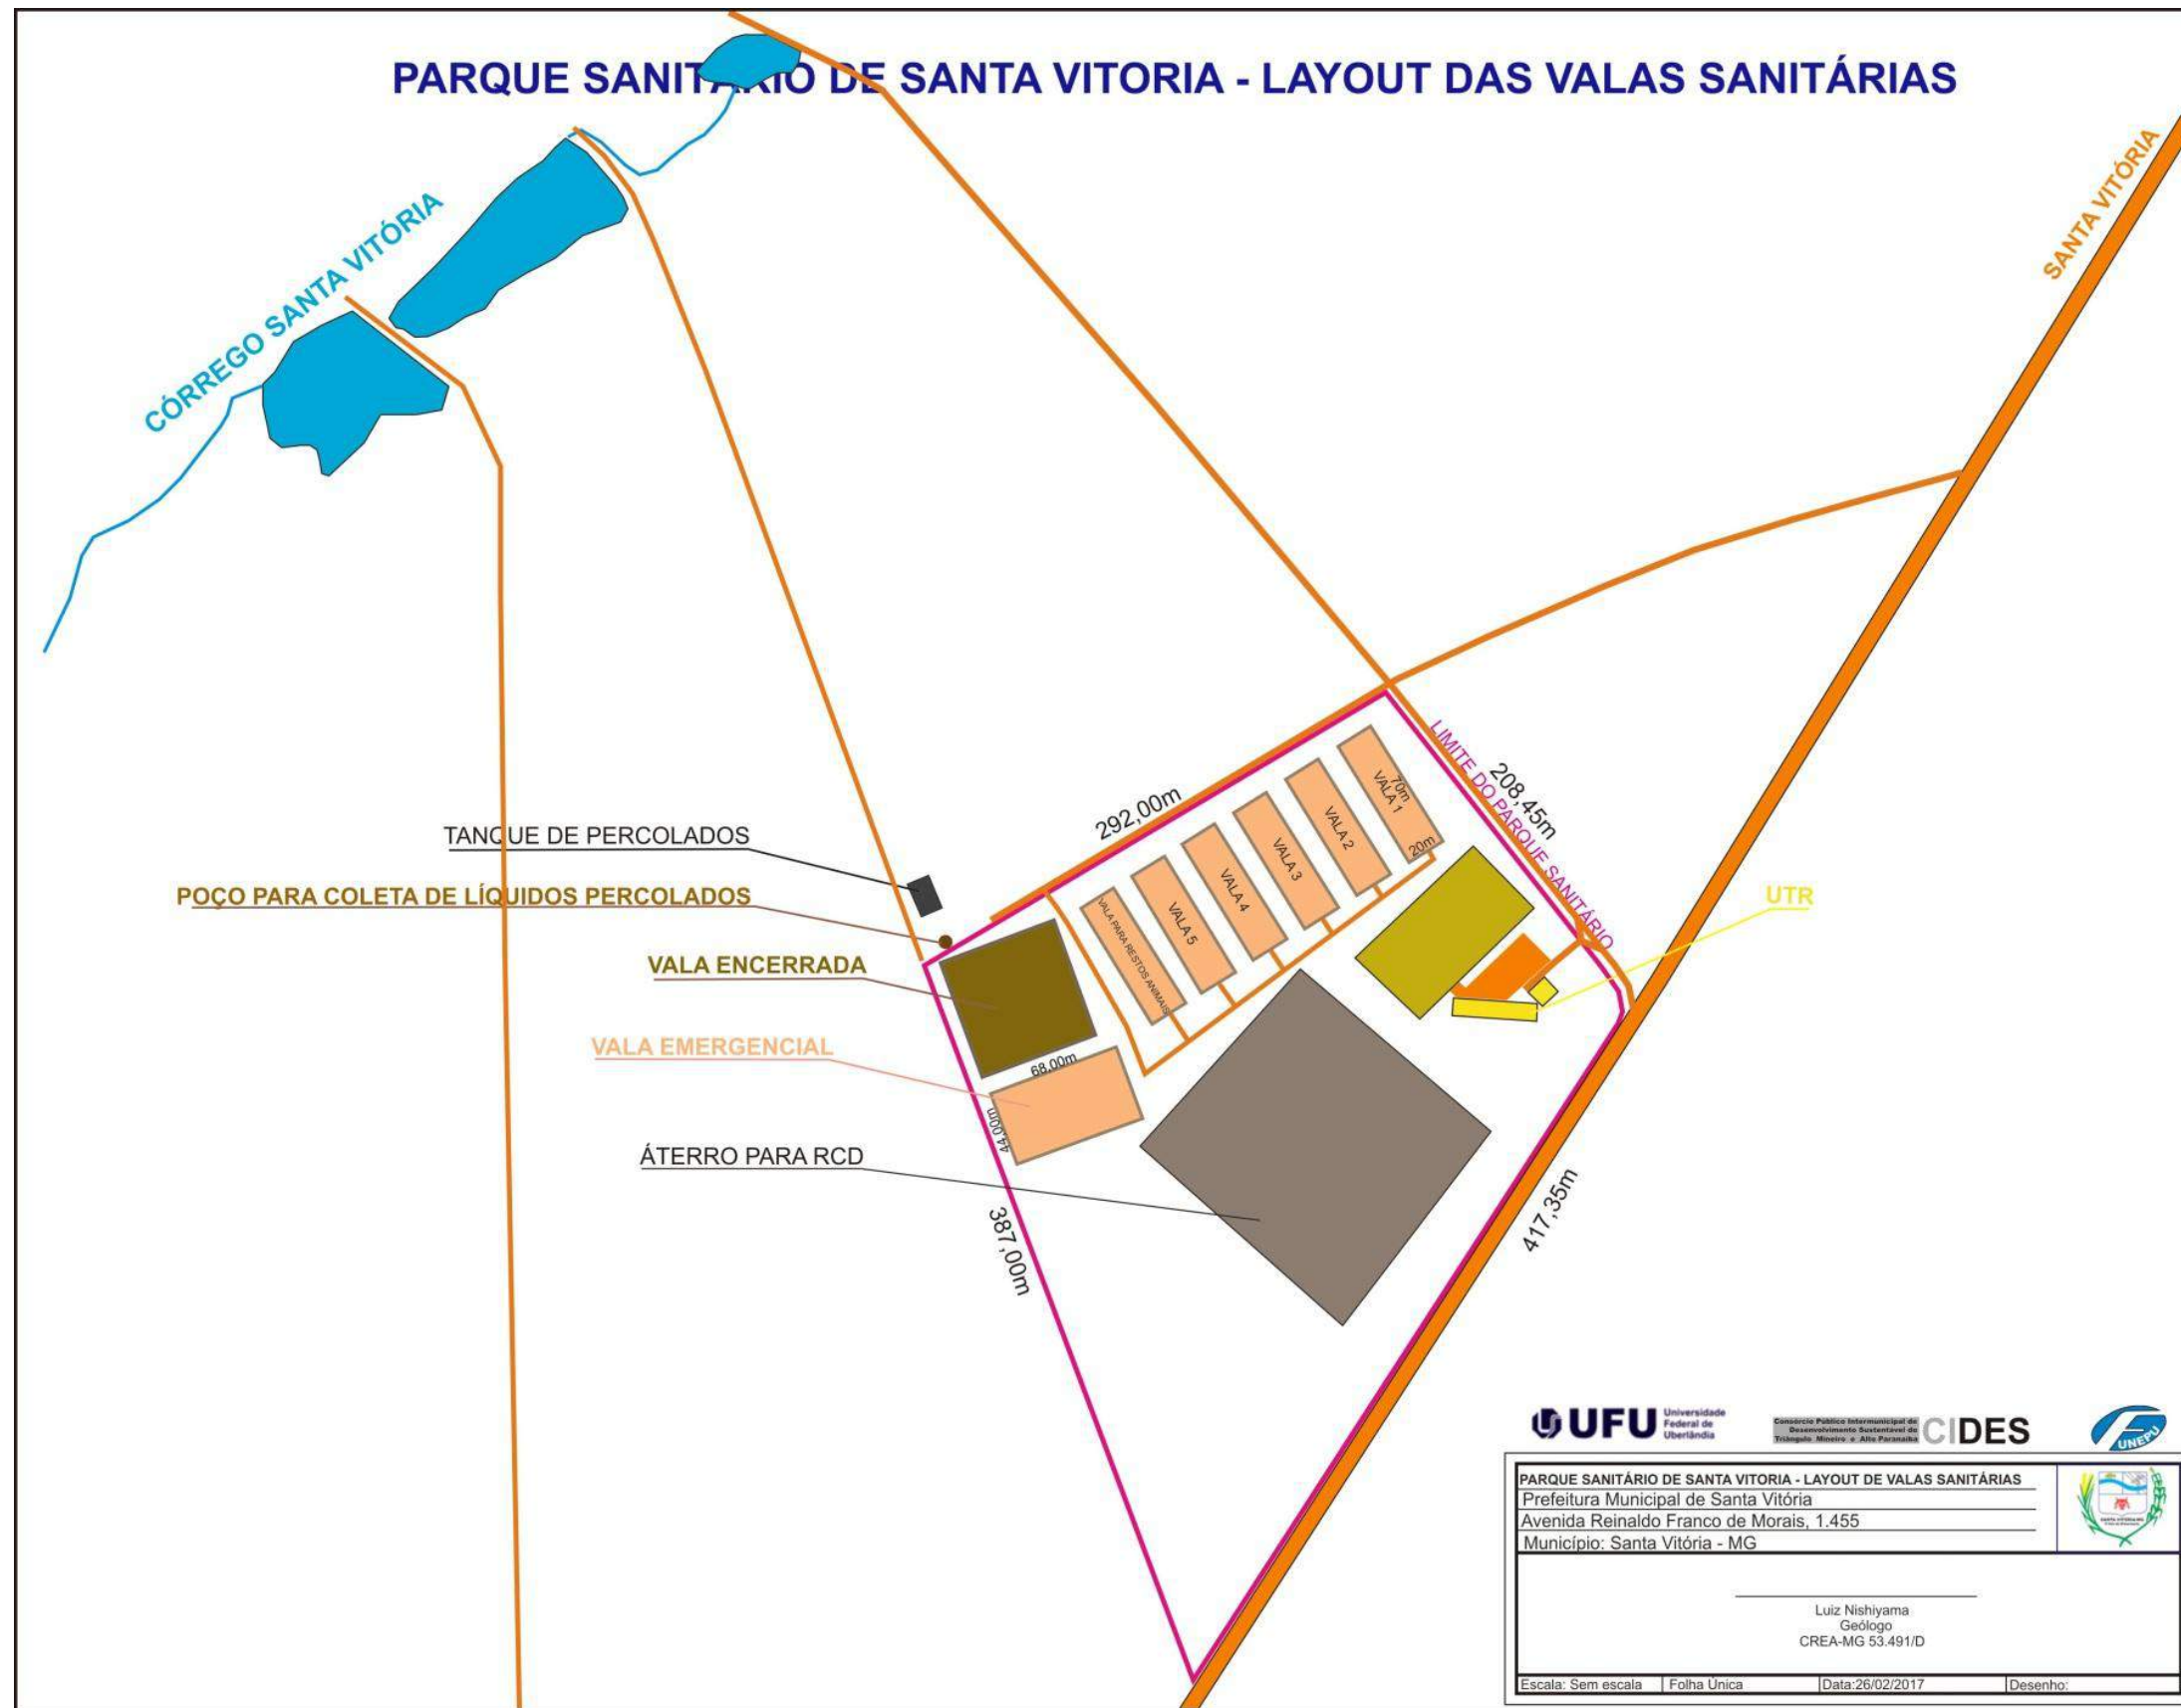 PARQUE SANITÁRIO DE SANTA VITORIA - LAYOUT DAS VALAS SANITÁRIAS
SANTA VITÓRIA
CÓRREGO SANTA VITÓRIA
LIMITE DO PARQUE SANITÁRIO
208,45m
292,00m
70m
VALA 1
20m
VALA 2
VALA 3
VALA 4
VALA 5
VALA PARA RESTOS ANIMAIS
TANQUE DE PERCOLADOS
POÇO PARA COLETA DE LÍQUIDOS PERCOLADOS
UTR
VALA ENCERRADA
VALA EMERGENCIAL
68,00m
44,00m
ÁTERRO PARA RCD
387,00m
417,35m
UFU
Universidade
Federal de
Uberlândia
Consórcio Público Intermunicipal de
Desenvolvimento Sustentável do
Triângulo Mineiro e Alto Paranaíba
CIDES
UNEPU
PARQUE SANITÁRIO DE SANTA VITORIA - LAYOUT DE VALAS SANITÁRIAS
Prefeitura Municipal de Santa Vitória
Avenida Reinaldo Franco de Morais, 1.455
Município: Santa Vitória - MG
Luiz Nishiyama
Geólogo
CREA-MG 53.491/D
Escala: Sem escala
Folha Única
Data:26/02/2017
Desenho: